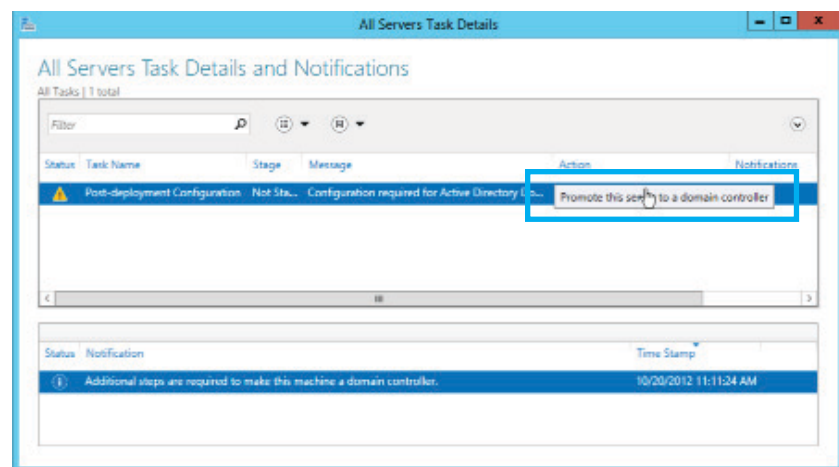 All Servers Task Details
All Servers Task Details and Notifications
All Tasks | 1 total
Filter
Status Task Name Stage Message Action Notifications
Post-deployment Configuration Not Sta... Configuration required for Active Directory Do... Promote this to a domain controller
Status Notification Time Stamp
Additional steps are required to make this machine a domain controller. 10/20/2012 11:11:24 AM